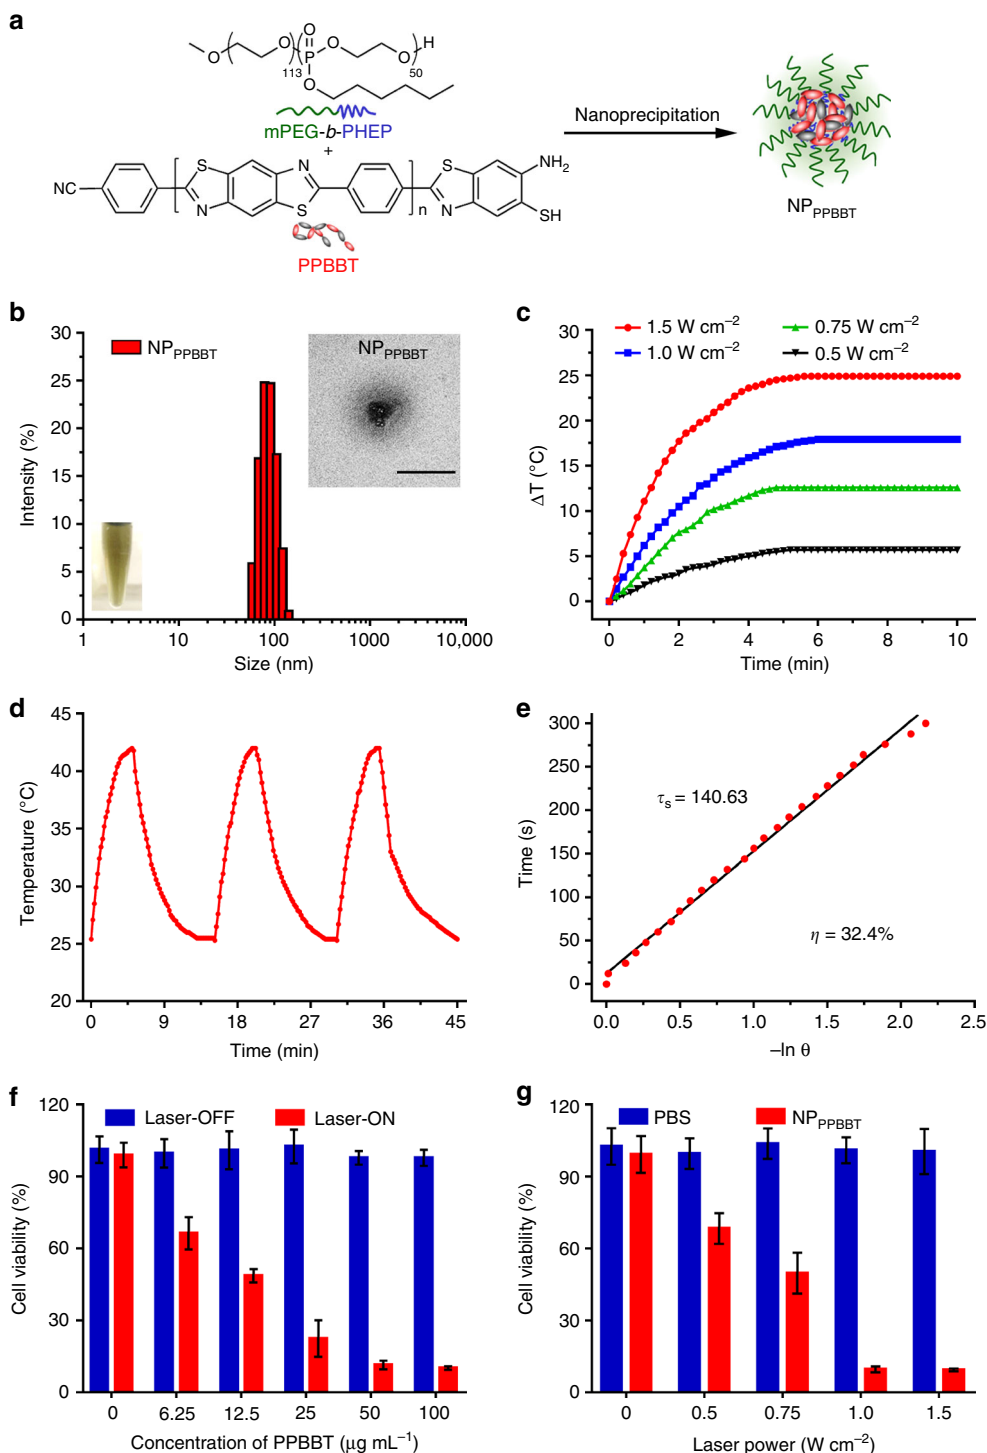 a
O O O H
O 113 P O 50
O
mPEG-b-PHEP
+
Nanoprecipitation
NC S N N S n S N NH2 SH
PPBBT
NPPPBBT
b
NPPPBBT
NPPPBBT
Intensity (%)
30
25
20
15
10
5
0
1 10 100 1000 10,000
Size (nm)
c
1.5 W cm−2 0.75 W cm−2
1.0 W cm−2 0.5 W cm−2
ΔT (°C)
30
25
20
15
10
5
0
0 2 4 6 8 10
Time (min)
d
Temperature (°C)
45
40
35
30
25
20
0 9 18 27 36 45
Time (min)
e
Time (s)
300
250
200
150
100
50
0
τs = 140.63
η = 32.4%
0.0 0.5 1.0 1.5 2.0 2.5
−ln θ
f
Laser-OFF Laser-ON
Cell viability (%)
120
90
60
30
0
0 6.25 12.5 25 50 100
Concentration of PPBBT (μg mL−1)
g
PBS NPPPBBT
Cell viability (%)
120
90
60
30
0
0 0.5 0.75 1.0 1.5
Laser power (W cm−2)